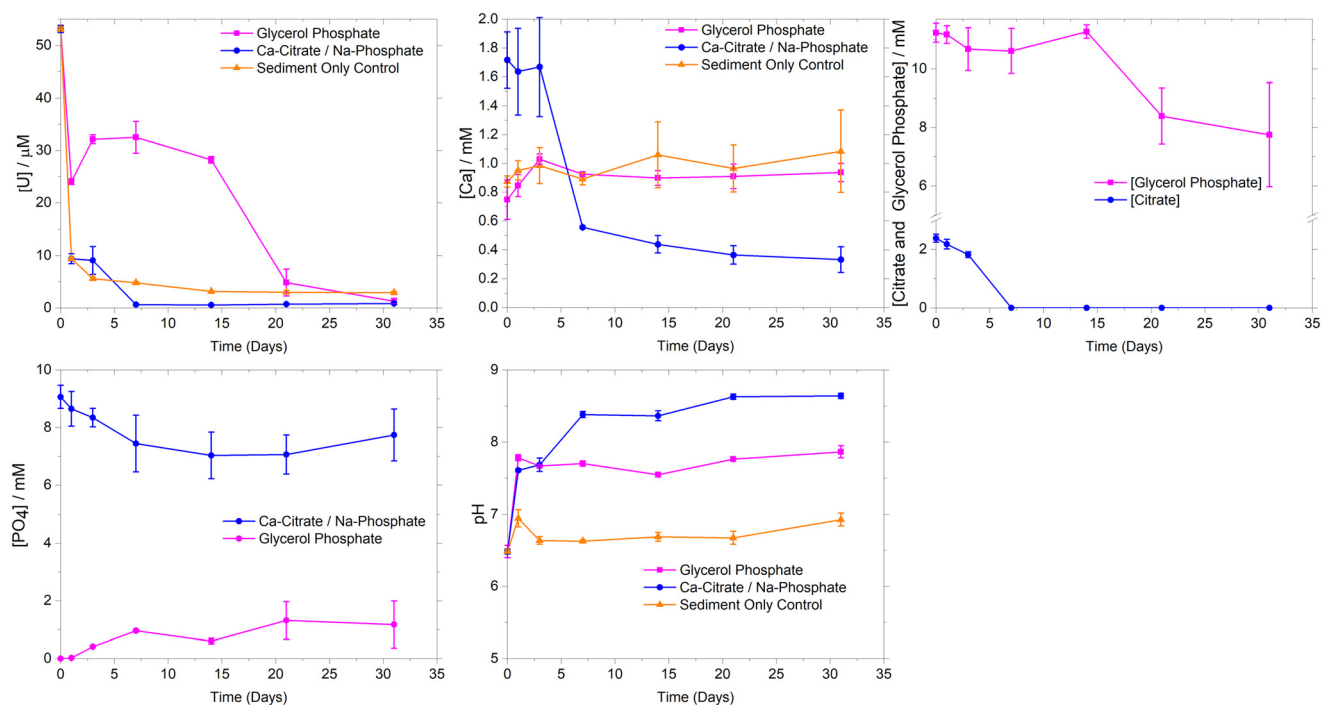 [U] / µM
50
40
30
20
10
0
0 5 10 15 20 25 30 35
Time (Days)
Glycerol Phosphate
Ca-Citrate / Na-Phosphate
Sediment Only Control
[Ca] / mM
2.0
1.8
1.6
1.4
1.2
1.0
0.8
0.6
0.4
0.2
0.0
0 5 10 15 20 25 30 35
Time (Days)
Glycerol Phosphate
Ca-Citrate / Na-Phosphate
Sediment Only Control
[Citrate and Glycerol Phosphate] / mM
10
8
6
2
0
0 5 10 15 20 25 30 35
Time (Days)
[Glycerol Phosphate]
[Citrate]
[PO4] / mM
10
8
6
4
2
0
0 5 10 15 20 25 30 35
Time (Days)
Ca-Citrate / Na-Phosphate
Glycerol Phosphate
pH
9
8
7
6
5
0 5 10 15 20 25 30 35
Time (Days)
Glycerol Phosphate
Ca-Citrate / Na-Phosphate
Sediment Only Control